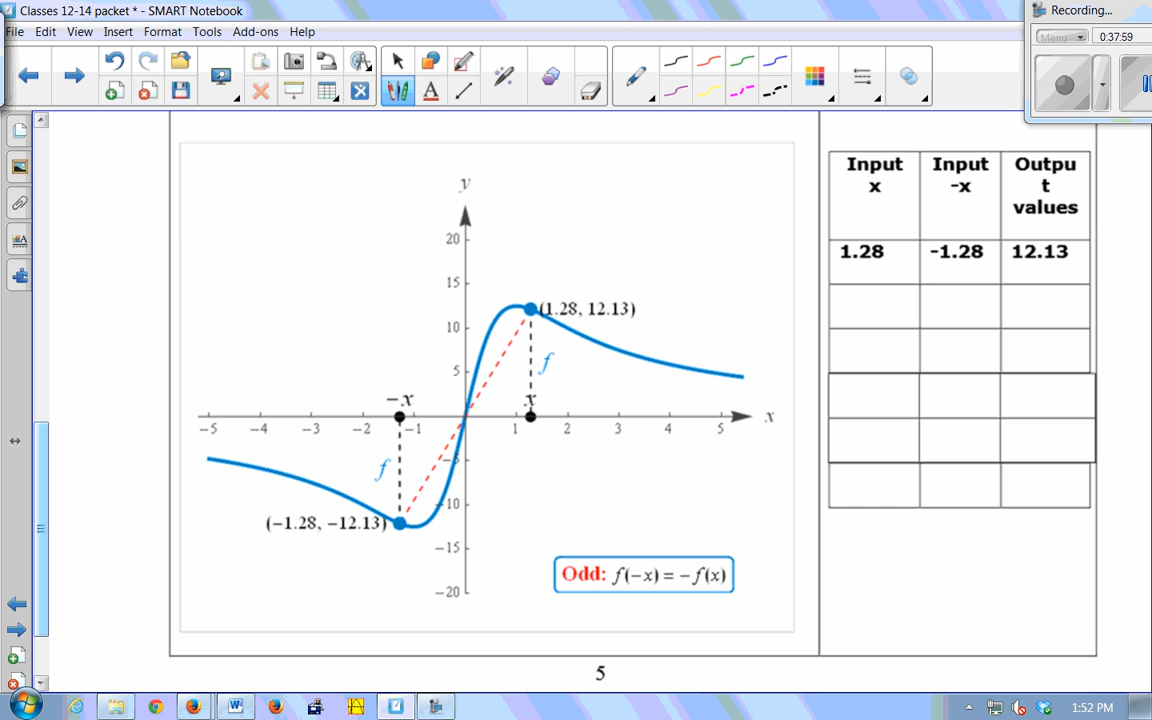 Classes 12-14 packet * - SMART Notebook
Recording...
File Edit View Insert Format Tools Add-ons Help
Menu
0:37:59
y
20
15
10
5
-5
-10
-15
-20
(1.28, 12.13)
f
-x
x
x
-5 -4 -3 -2 -1 1 2 3 4 5
f
(-1.28, -12.13)
Odd: f(-x) = -f(x)
Input x Input -x Outpu
t
values
1.28 -1.28 12.13
5
1:52 PM